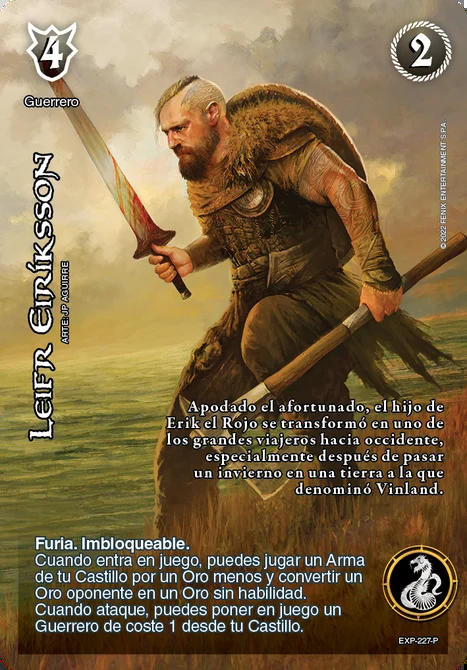 4
2
Guerrero
© 2022 FENIX ENTERTAINMENT S.P.A
Leifr Eiríksson
ARTE: JP AGUIRRE
Apodado el afortunado, el hijo de
Erik el Rojo se transformó en uno de
los grandes viajeros hacia occidente,
especialmente después de pasar
un invierno en una tierra a la que
denominó Vinland.
Furia. Imbloqueable.
Cuando entra en juego, puedes jugar un Arma
de tu Castillo por un Oro menos y convertir un
Oro oponente en un Oro sin habilidad.
Cuando ataque, puedes poner en juego un
Guerrero de coste 1 desde tu Castillo.
EXP-227-P